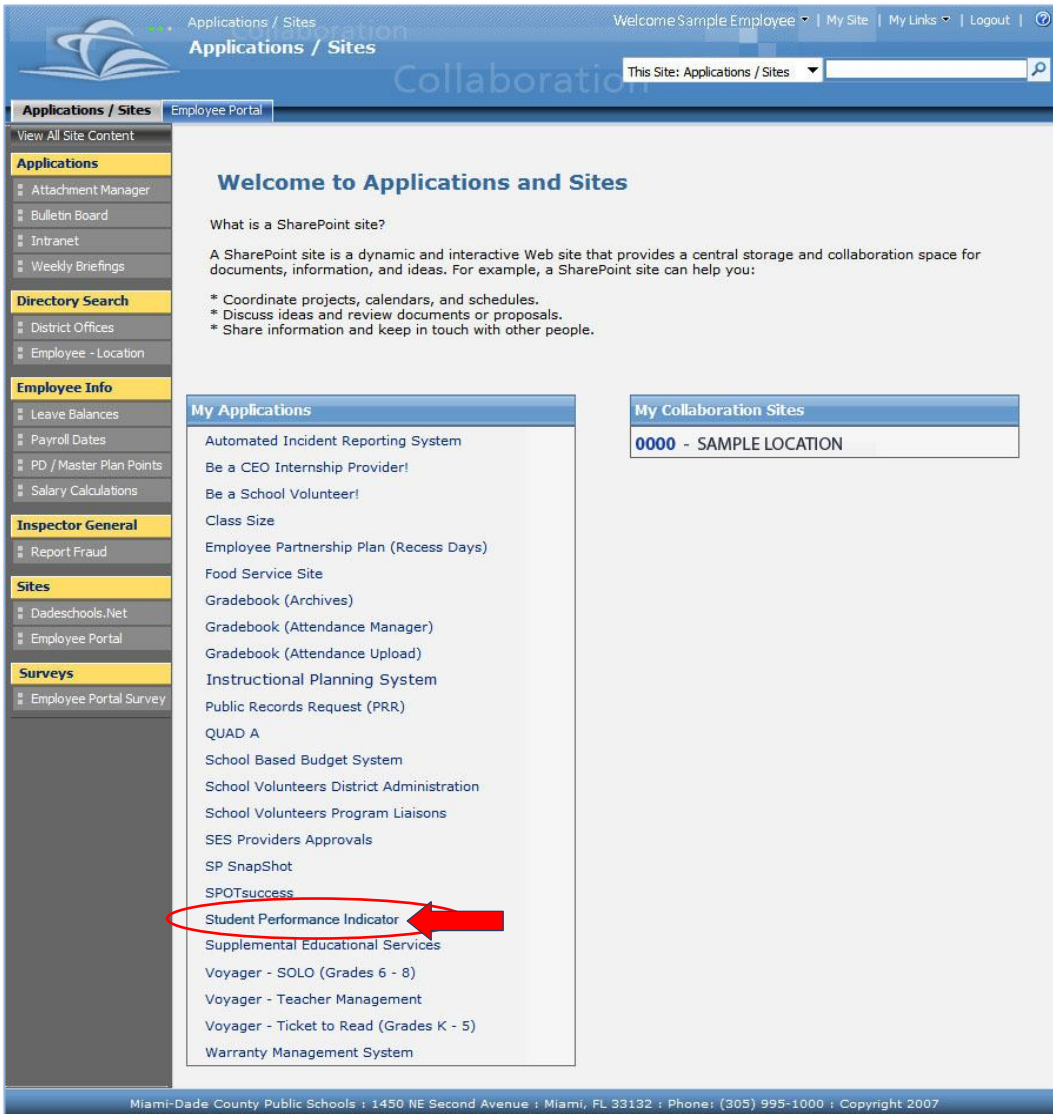 Applications / Sites
Welcome Sample Employee | My Site | My Links | Logout |
Collaboration
Applications / Sites
Collaboration
This Site: Applications / Sites
Applications / Sites
Employee Portal
View All Site Content
Applications
Attachment Manager
Bulletin Board
Intranet
Weekly Briefings
Directory Search
District Offices
Employee - Location
Employee Info
Leave Balances
Payroll Dates
PD / Master Plan Points
Salary Calculations
Inspector General
Report Fraud
Sites
Dadeschools.Net
Employee Portal
Surveys
Employee Portal Survey
Welcome to Applications and Sites
What is a SharePoint site?
A SharePoint site is a dynamic and interactive Web site that provides a central storage and collaboration space for
documents, information, and ideas. For example, a SharePoint site can help you:
* Coordinate projects, calendars, and schedules.
* Discuss ideas and review documents or proposals.
* Share information and keep in touch with other people.
My Applications
Automated Incident Reporting System
Be a CEO Internship Provider!
Be a School Volunteer!
Class Size
Employee Partnership Plan (Recess Days)
Food Service Site
Gradebook (Archives)
Gradebook (Attendance Manager)
Gradebook (Attendance Upload)
Instructional Planning System
Public Records Request (PRR)
QUAD A
School Based Budget System
School Volunteers District Administration
School Volunteers Program Liaisons
SES Providers Approvals
SP SnapShot
SPOTsuccess
Student Performance Indicator
Supplemental Educational Services
Voyager - SOLO (Grades 6 - 8)
Voyager - Teacher Management
Voyager - Ticket to Read (Grades K - 5)
Warranty Management System
My Collaboration Sites
0000 - SAMPLE LOCATION
Miami-Dade County Public Schools : 1450 NE Second Avenue : Miami, FL 33132 : Phone: (305) 995-1000 : Copyright 2007